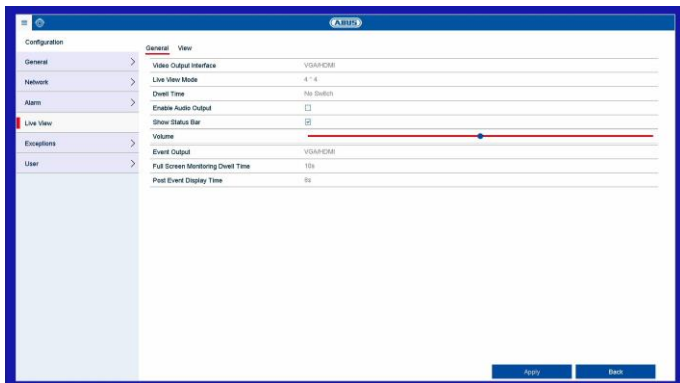 ABUS
Configuration
General View
General >
Network >
Alarm >
Live View
Exceptions >
User >
Video Output Interface VGA/HDMI
Live View Mode 4 * 4
Dwell Time No Switch
Enable Audio Output
Show Status Bar
Volume
Event Output VGA/HDMI
Full Screen Monitoring Dwell Time 10s
Post Event Display Time 8s
Apply Back